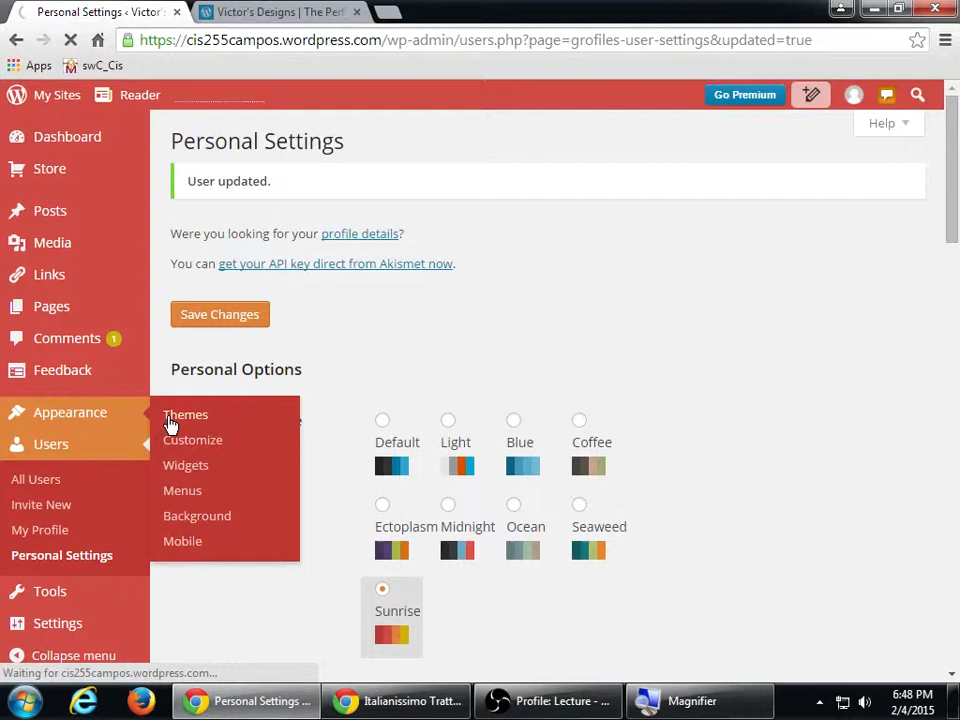 Personal Settings ‹ Victor's
Victor's Designs | The Perf
https://cis255campos.wordpress.com/wp-admin/users.php?page=grofiles-user-settings&updated=true
Apps
swC_Cis
My Sites
Reader
Go Premium
Dashboard
Store
Posts
Media
Links
Pages
Comments 1
Feedback
Appearance
Users
All Users
Invite New
My Profile
Personal Settings
Tools
Settings
Collapse menu
Themes
Customize
Widgets
Menus
Background
Mobile
Help
Personal Settings
User updated.
Were you looking for your profile details?
You can get your API key direct from Akismet now.
Save Changes
Personal Options
Default
Light
Blue
Coffee
Ectoplasm
Midnight
Ocean
Seaweed
Sunrise
Waiting for cis255campos.wordpress.com...
Personal Settings ...
Italianissimo Tratt...
Profile: Lecture - ...
Magnifier
6:48 PM
2/4/2015